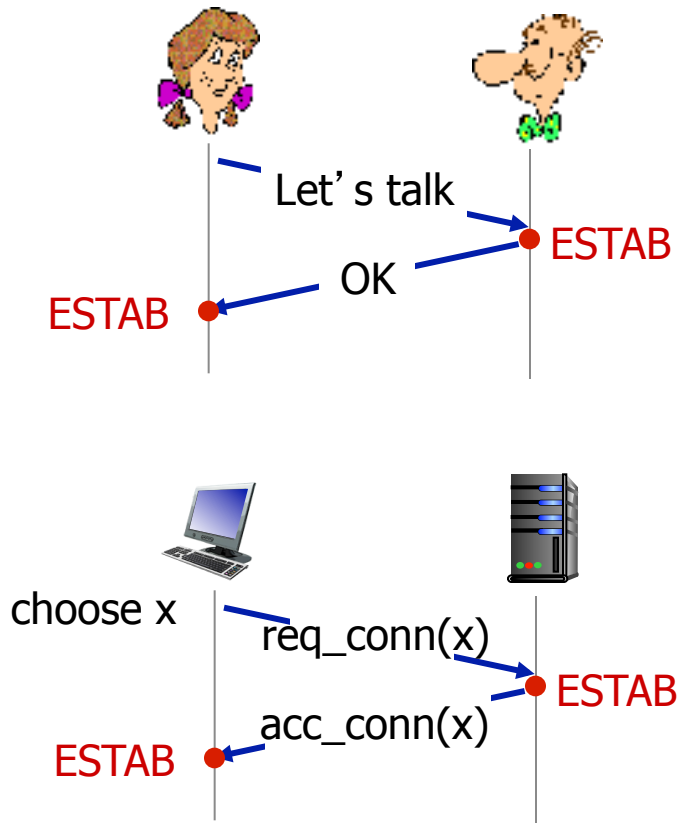 Let’s talk
ESTAB
OK
ESTAB
choose x
req_conn(x)
ESTAB
acc_conn(x)
ESTAB